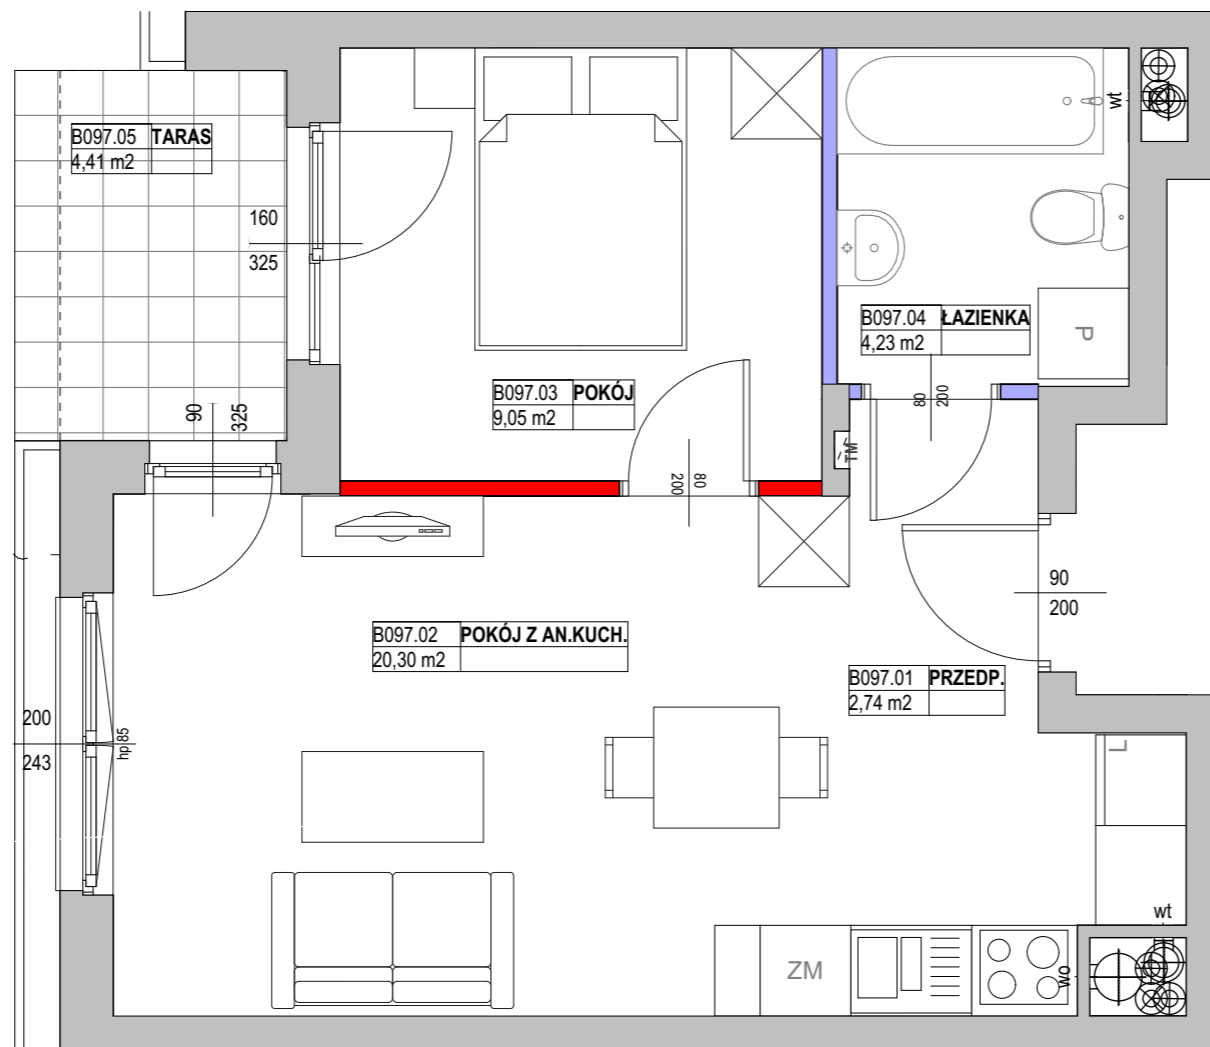 wt
B097.05 TARAS
4,41 m2
160
325
B097.04 ŁAZIENKA
4,23 m2
P
B097.03 POKÓJ
9,05 m2
90
325
80
200
TM
80
200
90
200
B097.02 POKÓJ Z AN.KUCH.
20,30 m2
B097.01 PRZEDP.
2,74 m2
200
243
hp 85
L
wt
ZM
wo